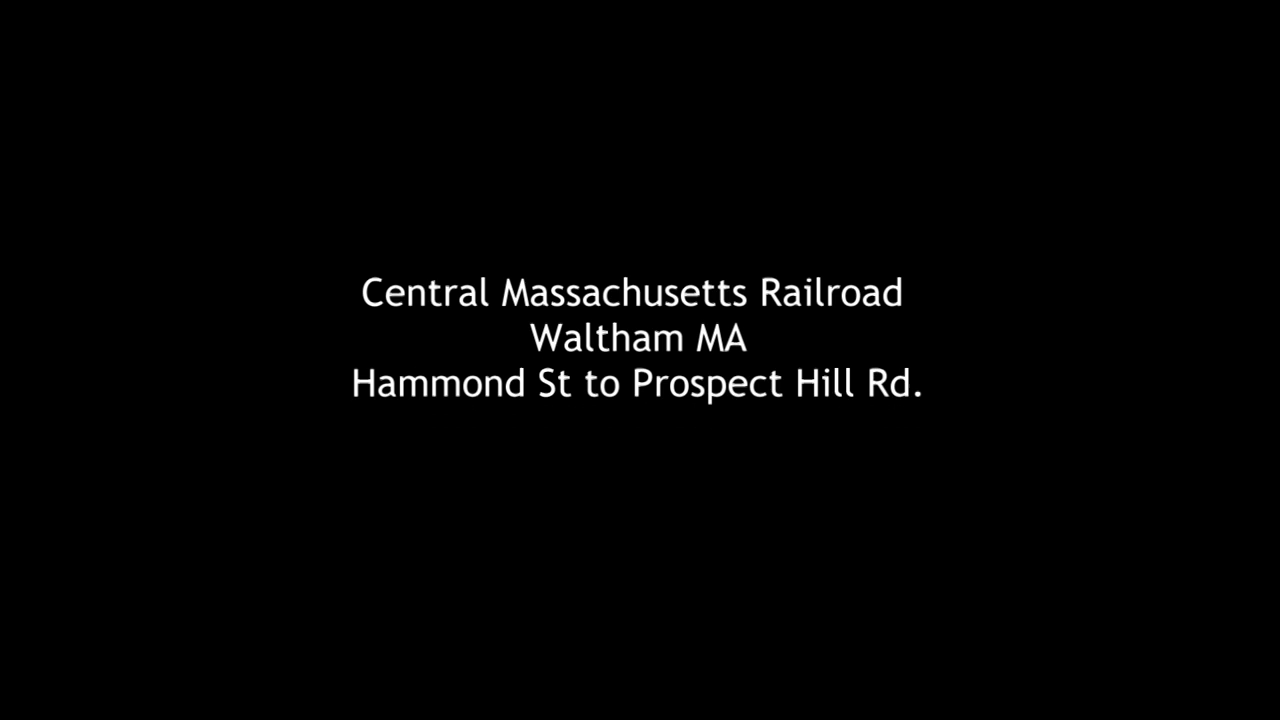 Central Massachusetts Railroad
Waltham MA
Hammond St to Prospect Hill Rd.